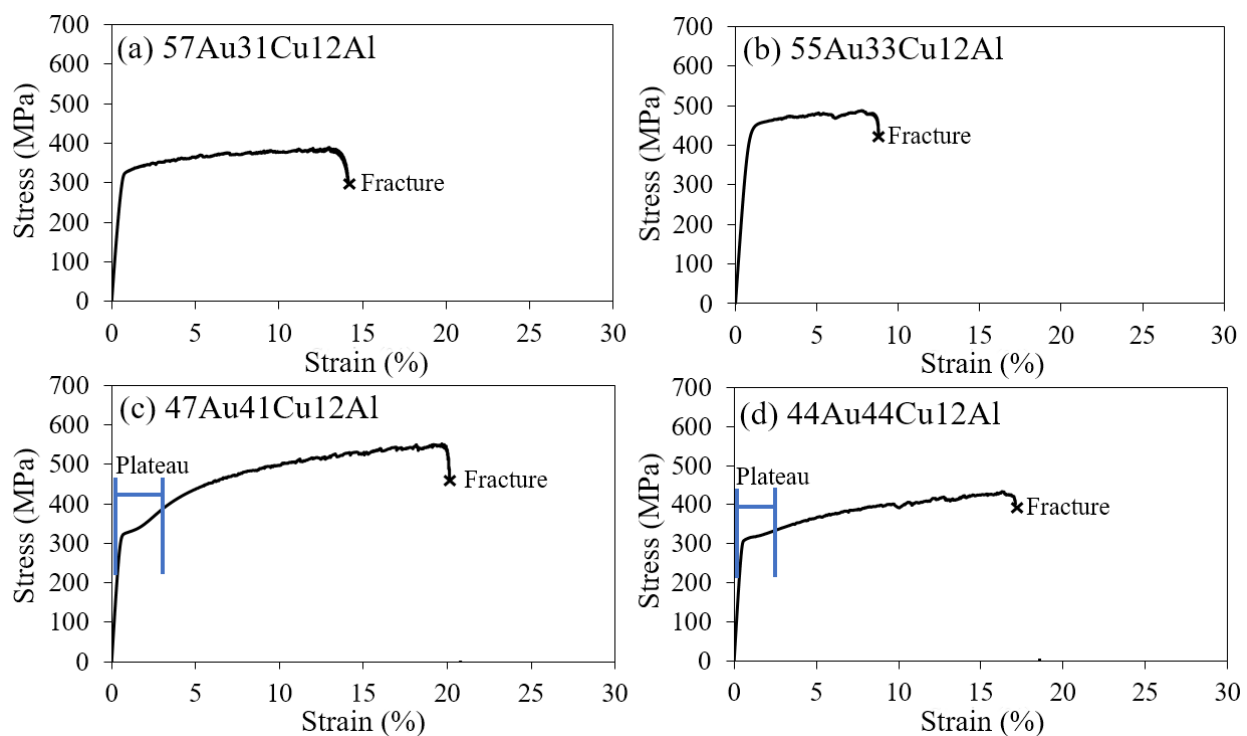 (a) 57Au31Cu12Al
700
600
500
400
300
200
100
0
Stress (MPa)
Fracture
0 5 10 15 20 25 30
Strain (%)
(b) 55Au33Cu12Al
700
600
500
400
300
200
100
0
Stress (MPa)
Fracture
0 5 10 15 20 25 30
Strain (%)
(c) 47Au41Cu12Al
700
600
500
400
300
200
100
0
Stress (MPa)
Plateau
Fracture
0 5 10 15 20 25 30
Strain (%)
(d) 44Au44Cu12Al
700
600
500
400
300
200
100
0
Stress (MPa)
Plateau
Fracture
0 5 10 15 20 25 30
Strain (%)